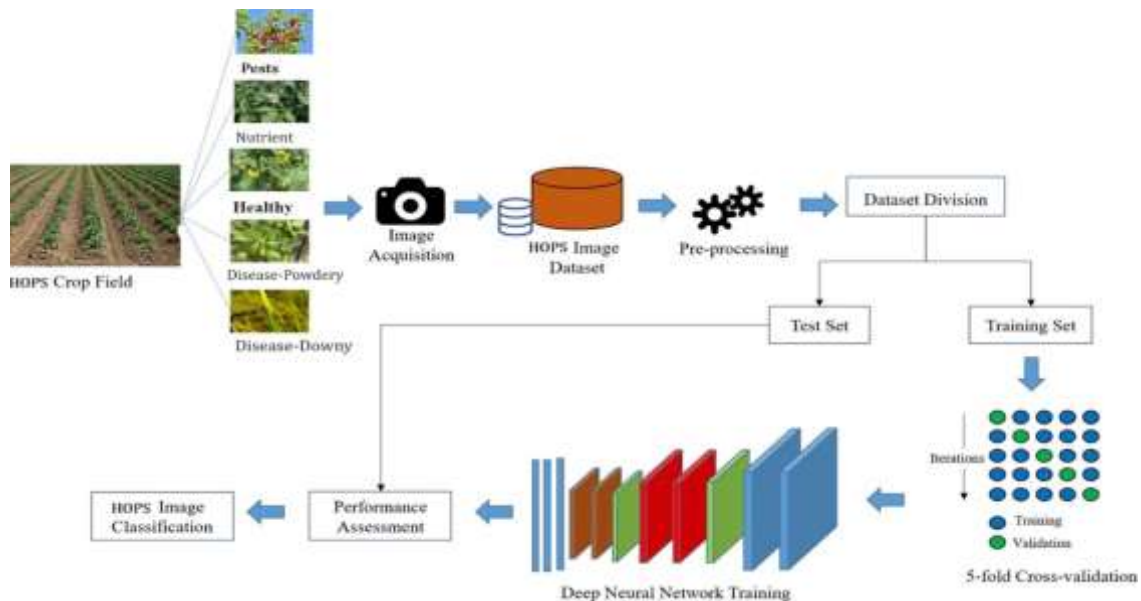 Pests
Nutrient
Healthy
Disease-Powdery
Disease-Downy
HOPS Crop Field
Image
Acquisition
HOPS Image
Dataset
Pre-processing
Dataset Division
Test Set
Training Set
Iterations
Training
Validation
5-fold Cross-validation
Deep Neural Network Training
Performance
Assessment
HOPS Image
Classification